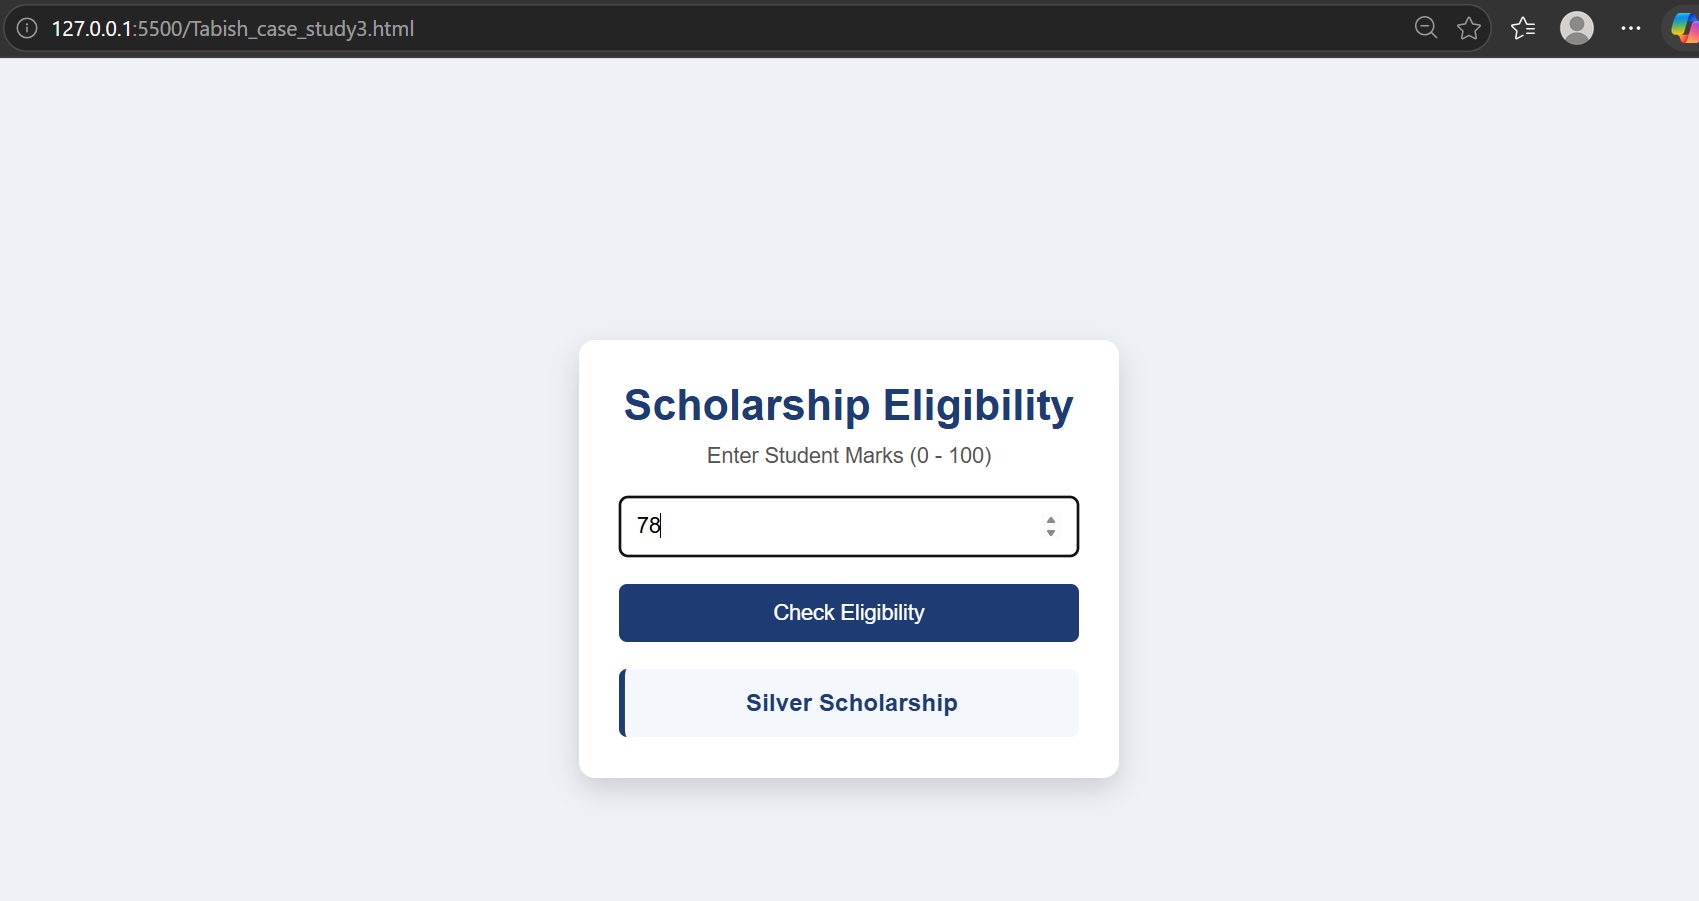 127.0.0.1:5500/Tabish_case_study3.html
Scholarship Eligibility
Enter Student Marks (0 - 100)
78
Check Eligibility
Silver Scholarship